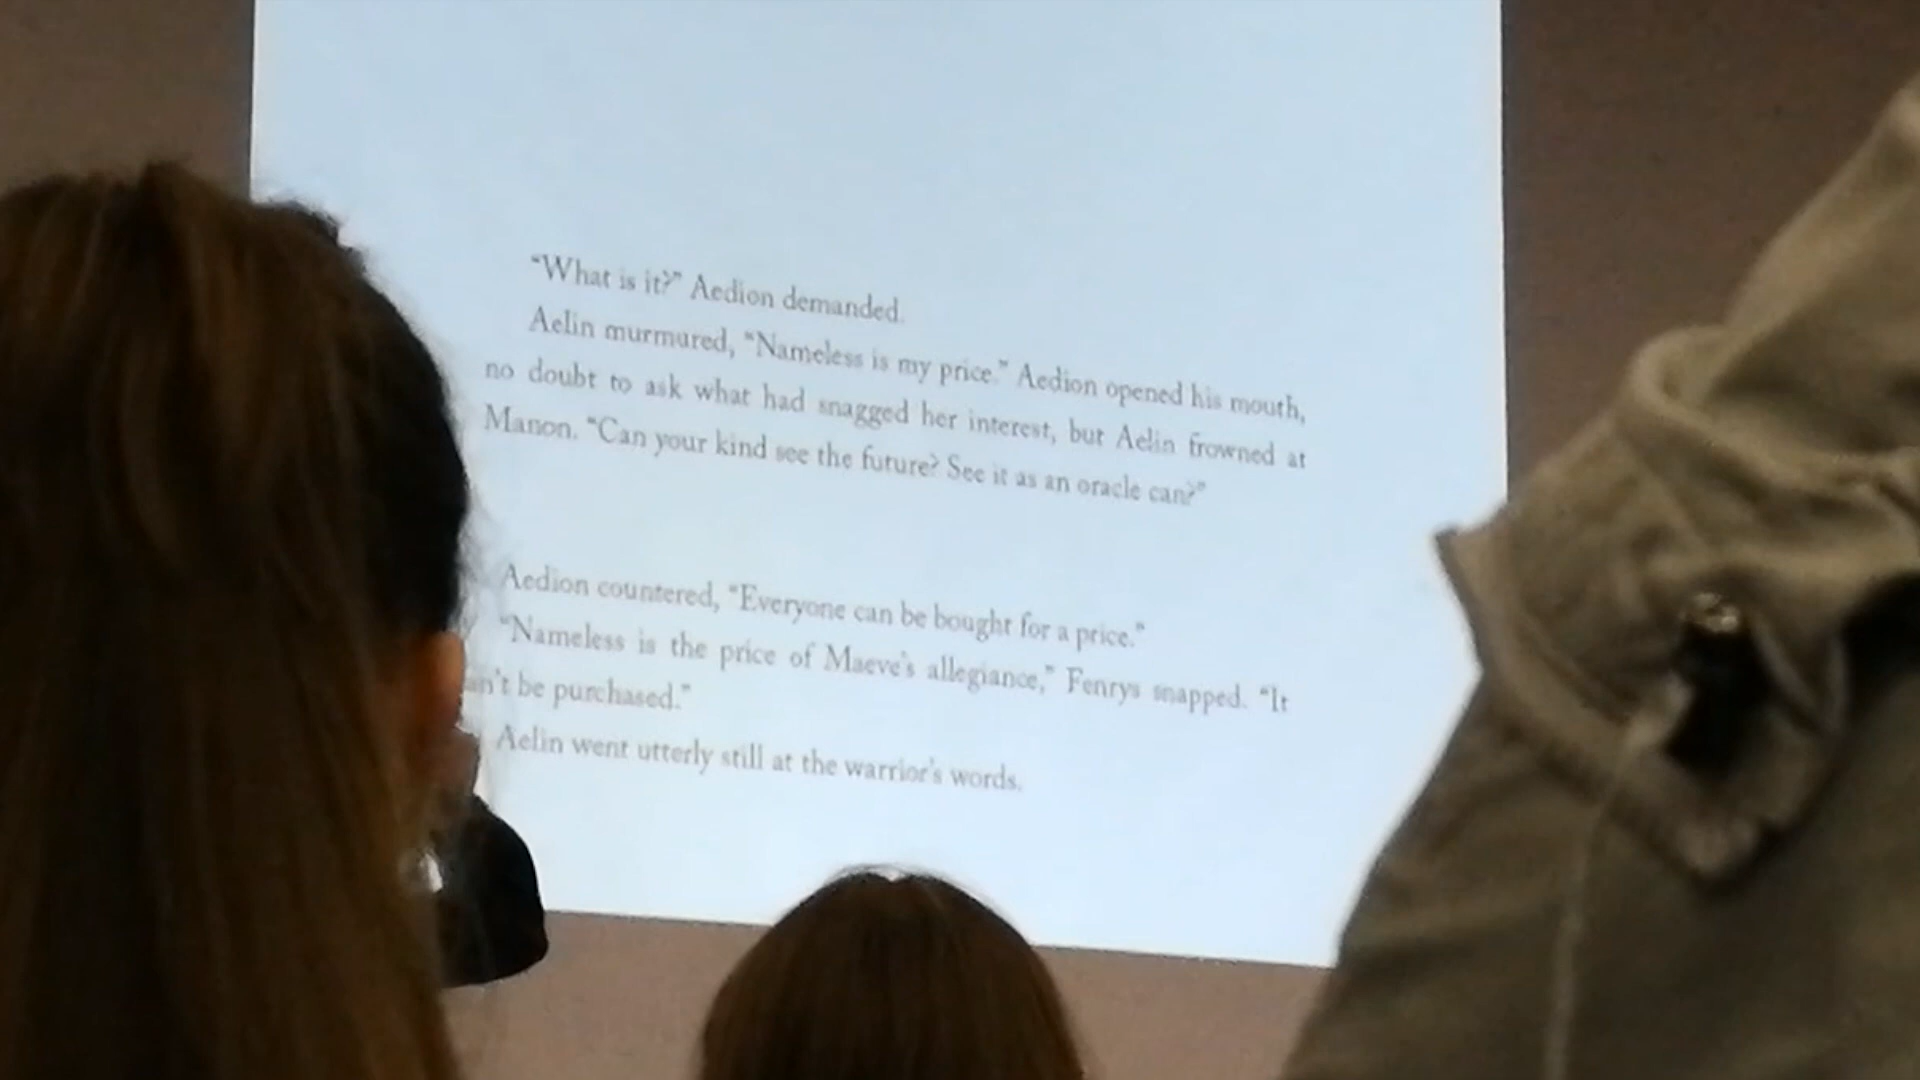 “What is it?” Aedion demanded.
Aelin murmured, “Nameless is my price.” Aedion opened his mouth,
no doubt to ask what had snagged her interest, but Aelin frowned at
Manon. “Can your kind see the future? See it as an oracle can?”
Aedion countered, “Everyone can be bought for a price.”
“Nameless is the price of Maeve’s allegiance,” Fenrys snapped. “It
an’t be purchased.”
Aelin went utterly still at the warrior’s words.